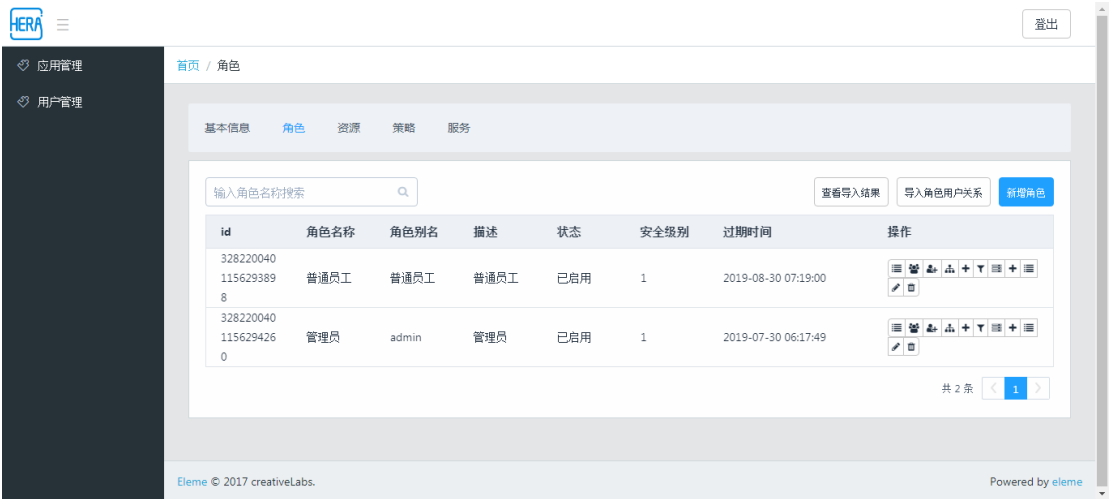 HERA
登出
应用管理
用户管理
首页 / 角色
基本信息 角色 资源 策略 服务
输入角色名称搜索
查看导入结果 导入角色用户关系 新增角色
id 角色名称 角色别名 描述 状态 安全级别 过期时间 操作
328220040
115629389
8
普通员工 普通员工 普通员工 已启用 1 2019-08-30 07:19:00
328220040
115629426
0
管理员 admin 管理员 已启用 1 2019-07-30 06:17:49
共 2 条 1
Eleme © 2017 creativeLabs.
Powered by eleme